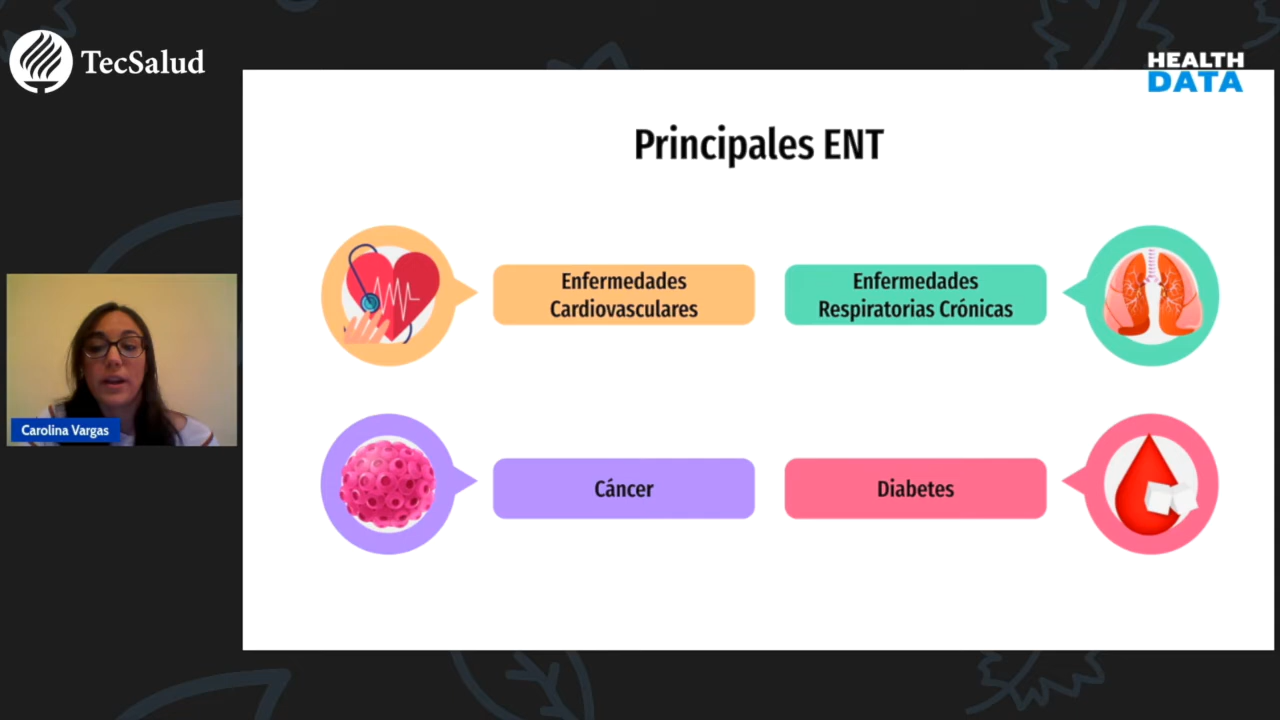 TecSalud
HEALTH
DATA
Principales ENT
Enfermedades
Cardiovasculares
Enfermedades
Respiratorias Crónicas
Cáncer
Diabetes
Carolina Vargas